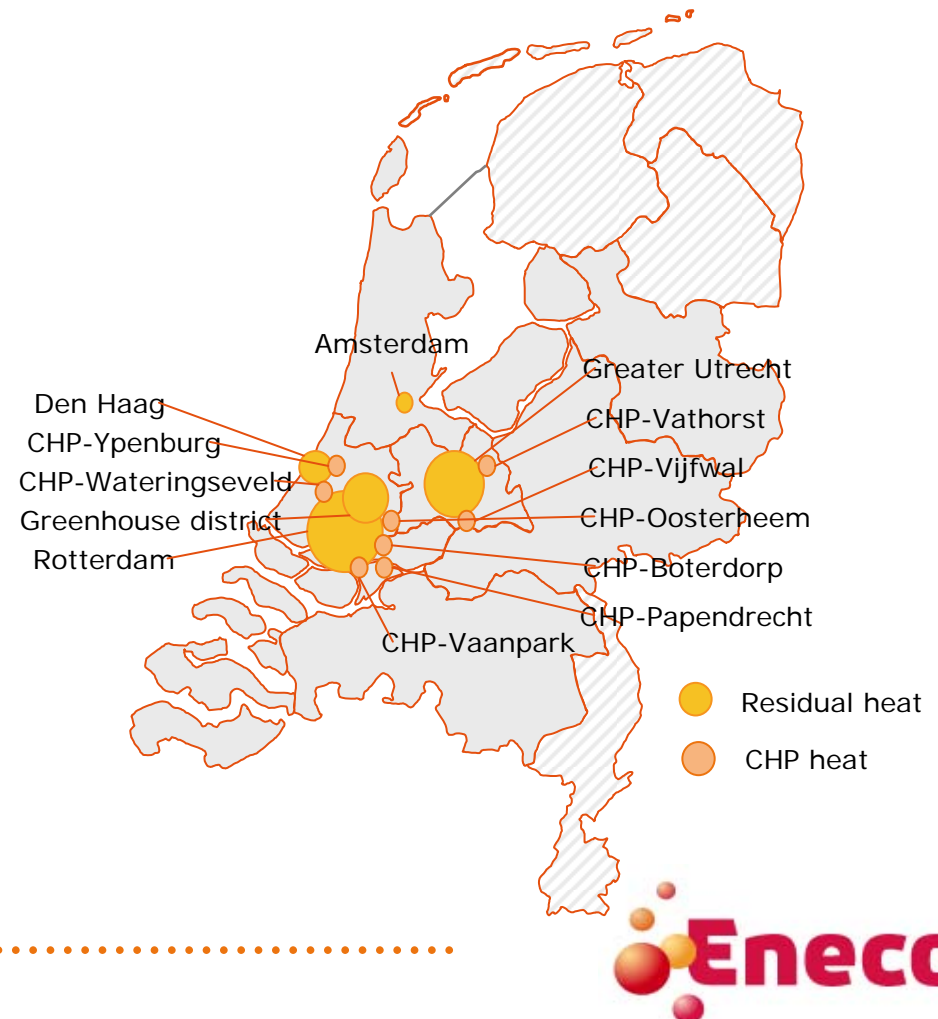 Amsterdam
Greater Utrecht
Den Haag
CHP-Vathorst
CHP-Ypenburg
CHP-Vijfwal
CHP-Wateringseveld
CHP-Oosterheem
Greenhouse district
Rotterdam
CHP-Boterdorp
CHP-Papendrecht
CHP-Vaanpark
Residual heat
CHP heat
Eneco